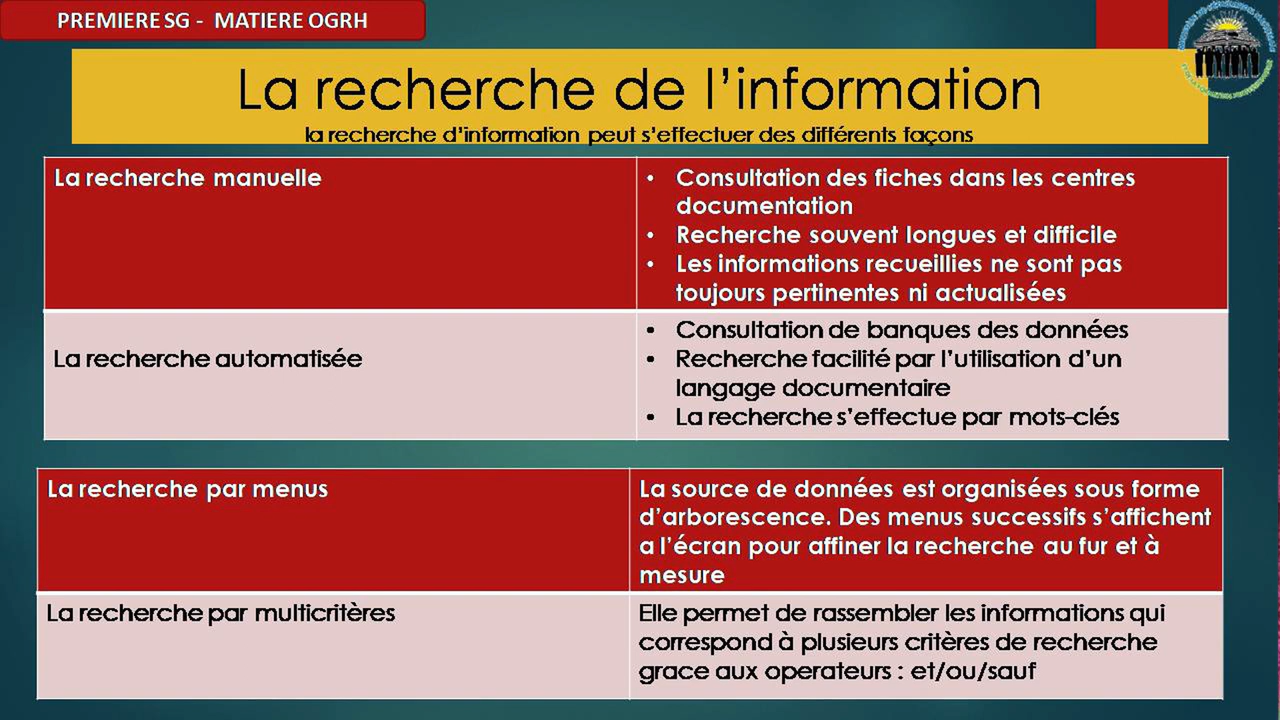 PREMIERE SG - MATIERE OGRH
La recherche de l'information
la recherche d'information peut s'effectuer des différents façons
La recherche manuelle
• Consultation des fiches dans les centres
documentation
• Recherche souvent longues et difficile
• Les informations recueillies ne sont pas
toujours pertinentes ni actualisées
La recherche automatisée
• Consultation de banques des données
• Recherche facilité par l'utilisation d'un
langage documentaire
• La recherche s'effectue par mots-clés
La recherche par menus
La source de données est organisées sous forme
d'arborescence. Des menus successifs s'affichent
a l'écran pour affiner la recherche au fur et à
mesure
La recherche par multicritères
Elle permet de rassembler les informations qui
correspond à plusieurs critères de recherche
grace aux operateurs : et/ou/sauf